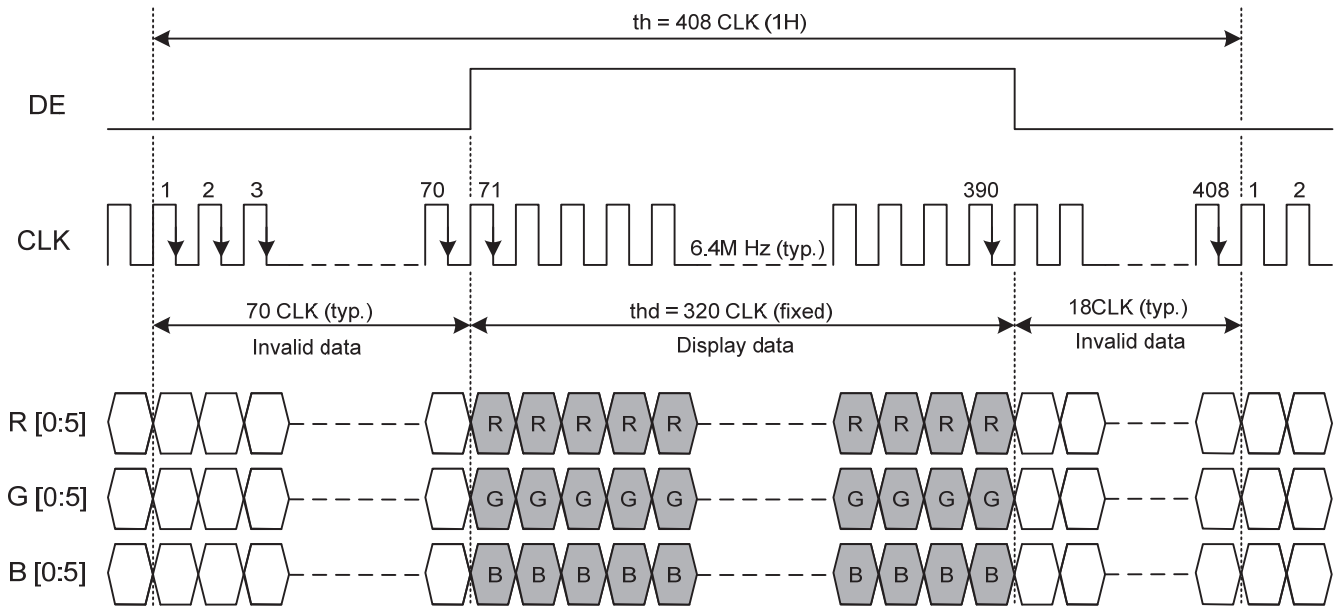 th = 408 CLK (1H)
DE
1 2 3 70 71 390 408 1 2
CLK
6.4M Hz (typ.)
70 CLK (typ.) thd = 320 CLK (fixed) 18CLK (typ.)
Invalid data Display data Invalid data
R [0:5] R R R R R R R R R
G [0:5] G G G G G G G G G
B [0:5] B B B B B B B B B